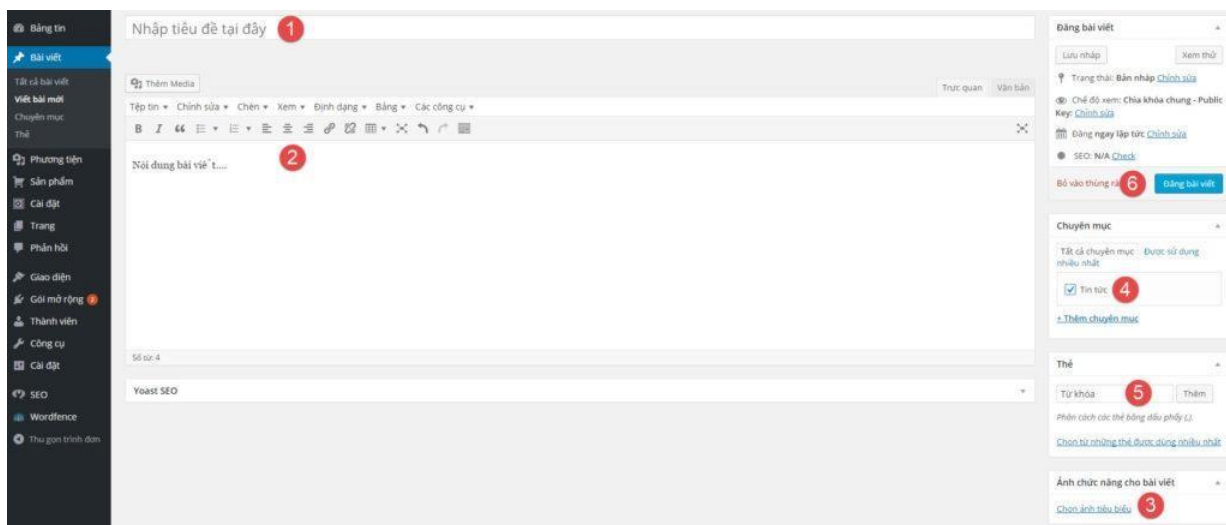 Bảng tin
Bài viết
Tất cả bài viết
Viết bài mới
Chuyên mục
Thẻ
Phương tiện
Sản phẩm
Cài đặt
Trang
Phản hồi
Giao diện
Gói mở rộng 2
Thành viên
Công cụ
Cài đặt
SEO
Wordfence
Thu gọn trình đơn
Nhập tiêu đề tại đây 1
Thêm Media
Trực quan Văn bản
Tệp tin Chỉnh sửa Chèn Xem Định dạng Bảng Các công cụ
2
Nội dung bài viết....
Số từ: 4
Yoast SEO
Đăng bài viết
Lưu nháp Xem thử
Trạng thái: Bản nháp Chỉnh sửa
Chế độ xem: Chìa khóa chung - Public
Key: Chỉnh sửa
Đăng ngay lập tức Chỉnh sửa
SEO: N/A Check
Bỏ vào thùng 6 Đăng bài viết
Chuyên mục
Tất cả chuyên mục Được sử dụng
nhiều nhất
Tin tức 4
+ Thêm chuyên mục
Thẻ
Từ khóa 5 Thêm
Phân cách các thẻ bằng dấu phẩy (,).
Chọn từ những thẻ được dùng nhiều nhất
Ảnh chức năng cho bài viết
Chọn ảnh tiêu biểu 3